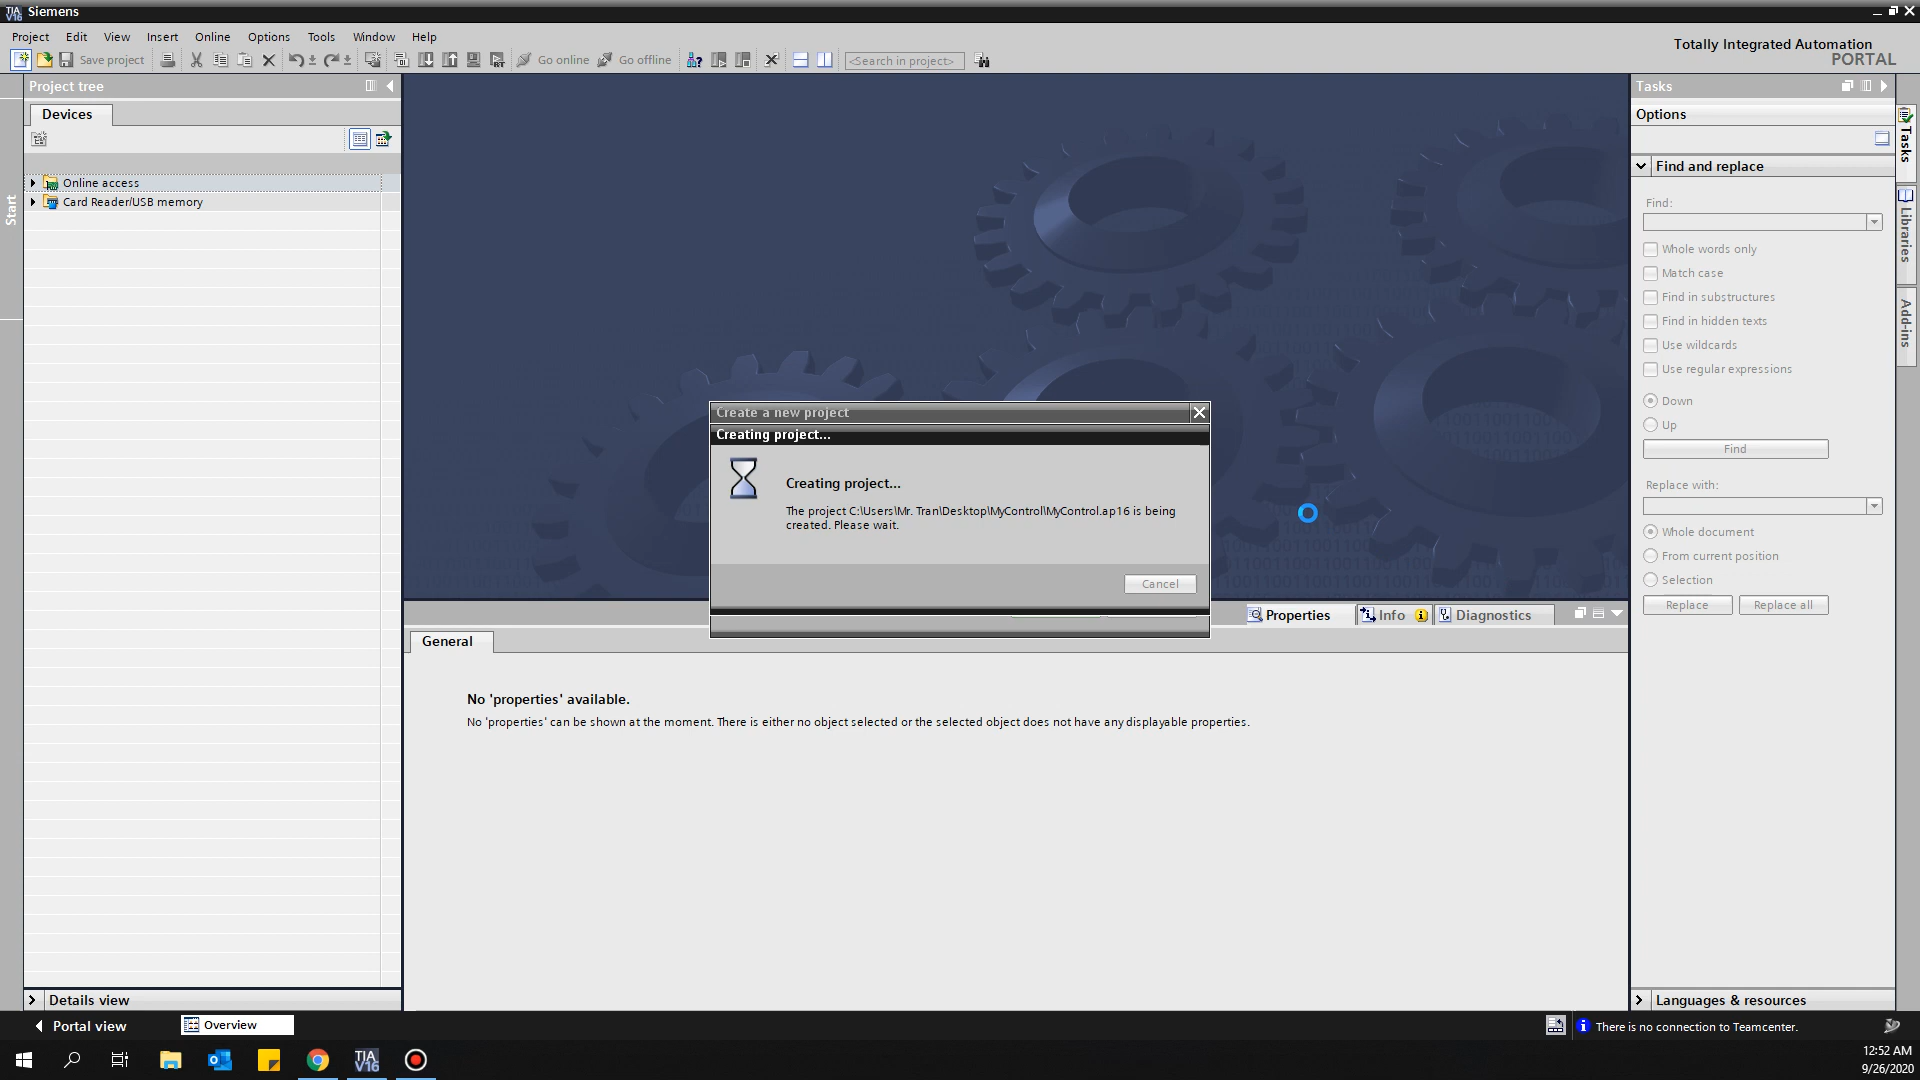 TIA V16 Siemens
Project Edit View Insert Online Options Tools Window Help
Totally Integrated Automation
PORTAL
Save project Go online Go offline <Search in project>
Project tree
Devices
Start
Online access
Card Reader/USB memory
Details view
Create a new project
Creating project...
Creating project...
The project C:\Users\Mr. Tran\Desktop\MyControl\MyControl.ap16 is being
created. Please wait.
Cancel
Properties Info Diagnostics
General
No 'properties' available.
No 'properties' can be shown at the moment. There is either no object selected or the selected object does not have any displayable properties.
Tasks
Options
Find and replace
Find:
Whole words only
Match case
Find in substructures
Find in hidden texts
Use wildcards
Use regular expressions
Down
Up
Find
Replace with:
Whole document
From current position
Selection
Replace Replace all
Languages & resources
Tasks
Libraries
Add-ins
Portal view Overview There is no connection to Teamcenter.
TIA V16
12:52 AM
9/26/2020